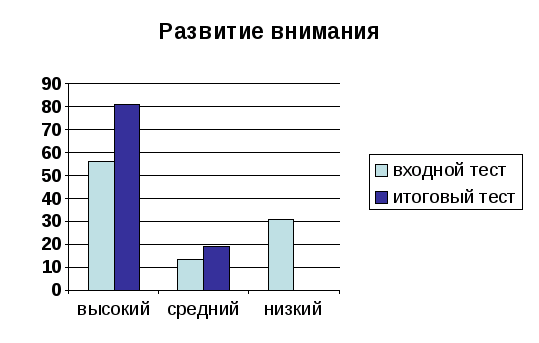 Развитие внимания
90
80
70
60
50
40
30
20
10
0
высокий средний низкий
входной тест
итоговый тест